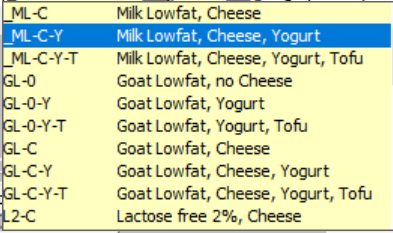 _ML-C Milk Lowfat, Cheese
_ML-C-Y Milk Lowfat, Cheese, Yogurt
_ML-C-Y-T Milk Lowfat, Cheese, Yogurt, Tofu
GL-0 Goat Lowfat, no Cheese
GL-0-Y Goat Lowfat, Yogurt
GL-0-Y-T Goat Lowfat, Yogurt, Tofu
GL-C Goat Lowfat, Cheese
GL-C-Y Goat Lowfat, Cheese, Yogurt
GL-C-Y-T Goat Lowfat, Cheese, Yogurt, Tofu
L2-C Lactose free 2%, Cheese